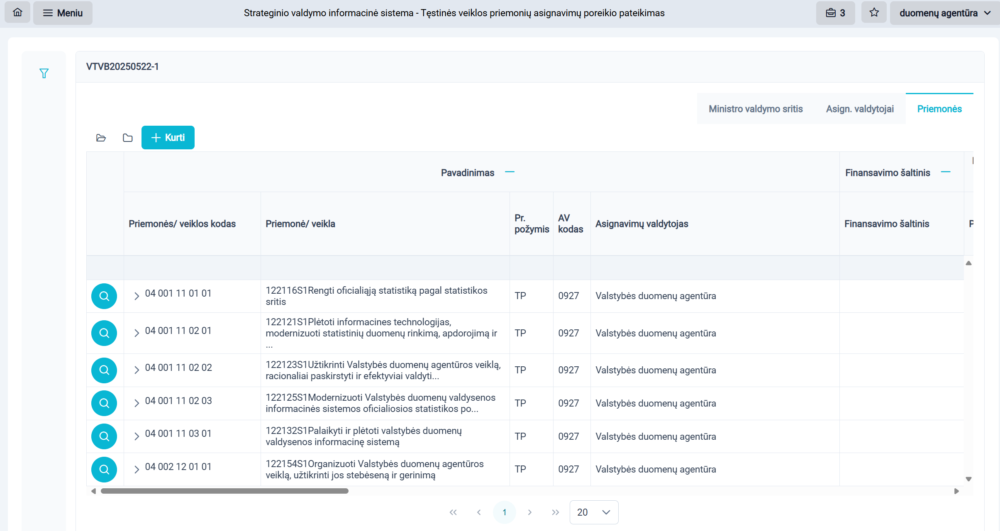 Meniu
Strateginio valdymo informacinė sistema - Tęstinės veiklos priemonių asignavimų poreikio pateikimas
3
duomenų agentūra
VTVB20250522-1
Ministro valdymo sritis
Asign. valdytojai
Priemonės
Kurti
Pavadinimas
Finansavimo šaltinis
Priemonės/ veiklos kodas
Priemonė/ veikla
Pr.
požymis
AV
kodas
Asignavimų valdytojas
Finansavimo šaltinis
04 001 11 01 01
122116S1Rengti oficialiąją statistiką pagal statistikos
sritis
TP
0927
Valstybės duomenų agentūra
04 001 11 02 01
122121S1Plėtoti informacines technologijas,
modernizuoti statistinių duomenų rinkimą, apdorojimą ir
...
TP
0927
Valstybės duomenų agentūra
04 001 11 02 02
122123S1Užtikrinti Valstybės duomenų agentūros veiklą,
racionaliai paskirstyti ir efektyviai valdyti...
TP
0927
Valstybės duomenų agentūra
04 001 11 02 03
122125S1Modernizuoti Valstybės duomenų valdysenos
informacinės sistemos oficialiosios statistikos po...
TP
0927
Valstybės duomenų agentūra
04 001 11 03 01
122132S1Palaikyti ir plėtoti valstybės duomenų
valdysenos informacinę sistemą
TP
0927
Valstybės duomenų agentūra
04 002 12 01 01
122154S1Organizuoti Valstybės duomenų agentūros
veiklą, užtikrinti jos stebėseną ir gerinimą
TP
0927
Valstybės duomenų agentūra
1
20